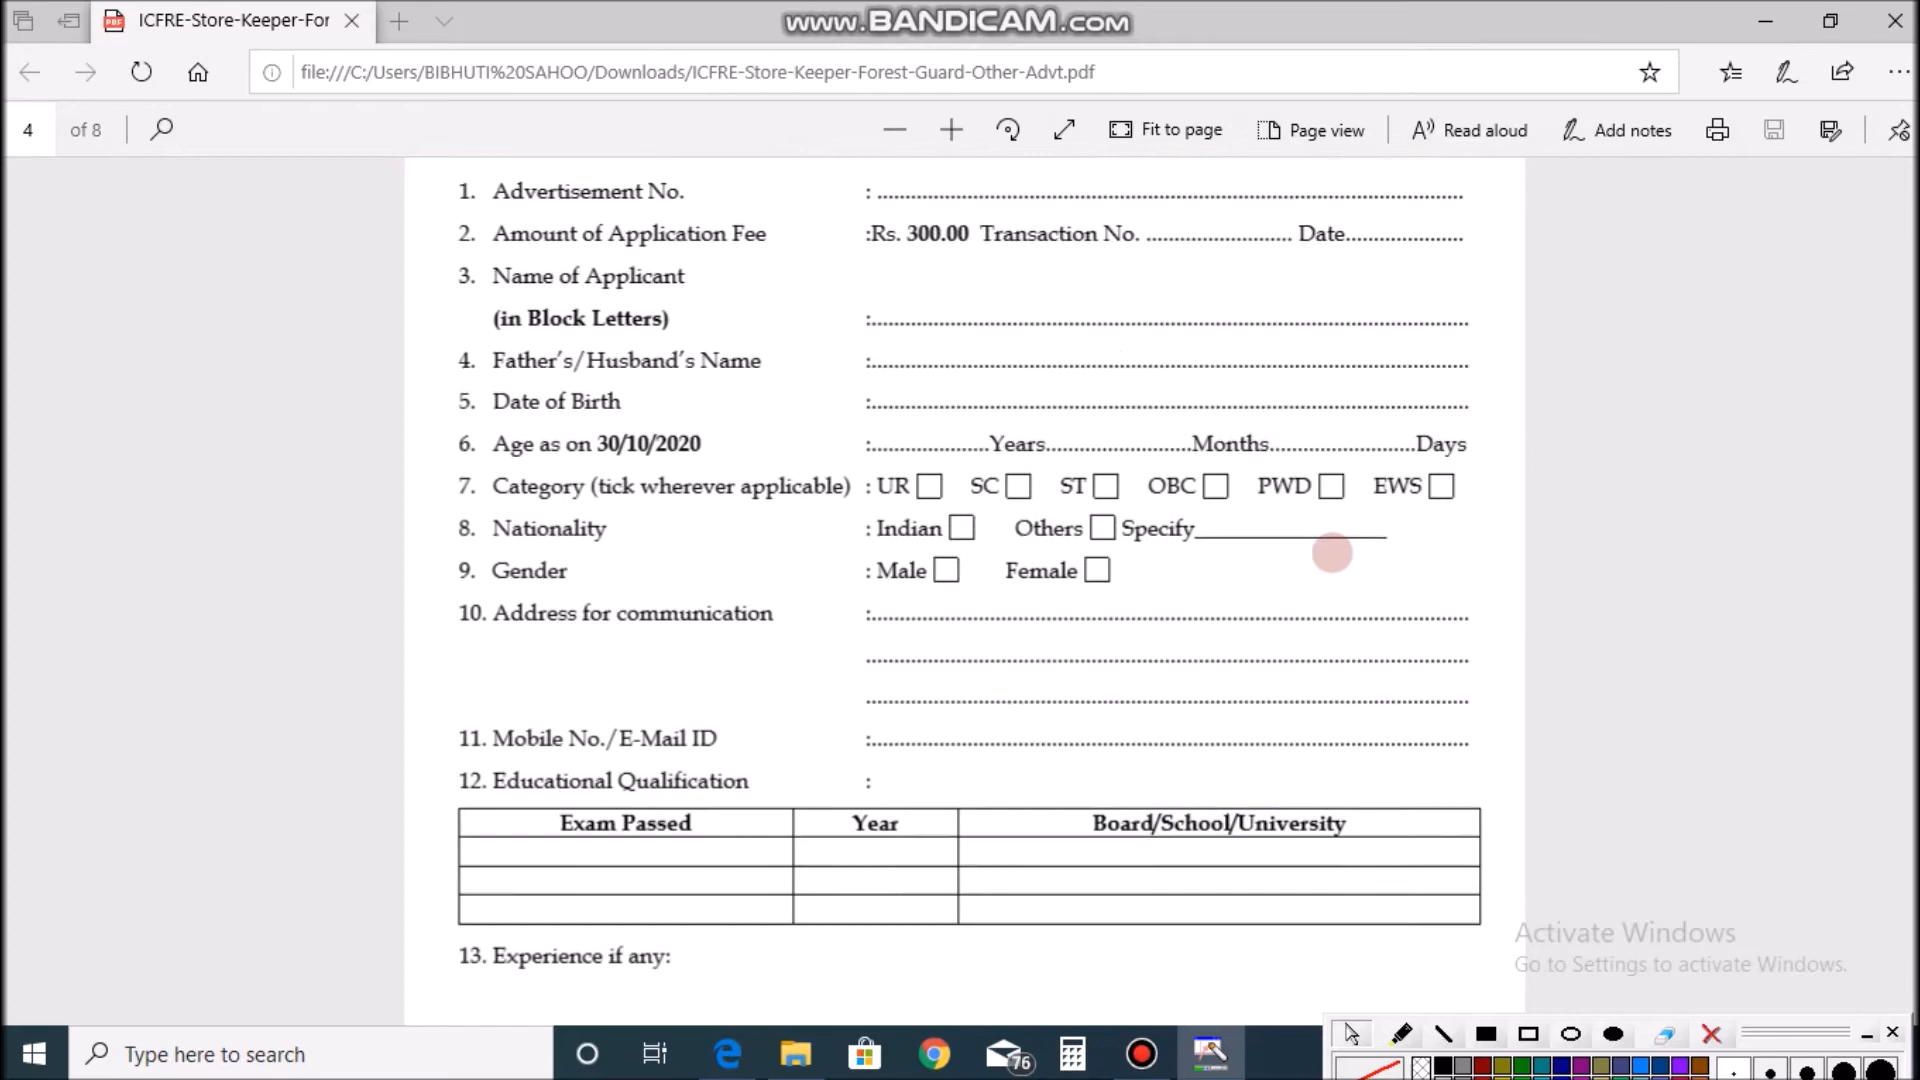 ICFRE-Store-Keeper-For
www.BANDICAM.com
file:///C:/Users/BIBHUTI%20SAHOO/Downloads/ICFRE-Store-Keeper-Forest-Guard-Other-Advt.pdf
4 of 8 Fit to page Page view Read aloud Add notes
1. Advertisement No. : ..........................................................................................
2. Amount of Application Fee :Rs. 300.00 Transaction No. ........................ Date....................
3. Name of Applicant
(in Block Letters) :..........................................................................................
4. Father's/Husband's Name :..........................................................................................
5. Date of Birth :..........................................................................................
6. Age as on 30/10/2020 :....................Years.........................Months.........................Days
7. Category (tick wherever applicable) : UR SC ST OBC PWD EWS
8. Nationality : Indian Others Specify________________
9. Gender : Male Female
10. Address for communication :..........................................................................................
..........................................................................................
..........................................................................................
11. Mobile No./E-Mail ID :..........................................................................................
12. Educational Qualification :
Exam Passed Year Board/School/University
13. Experience if any:
Activate Windows
Go to Settings to activate Windows.
Type here to search
76